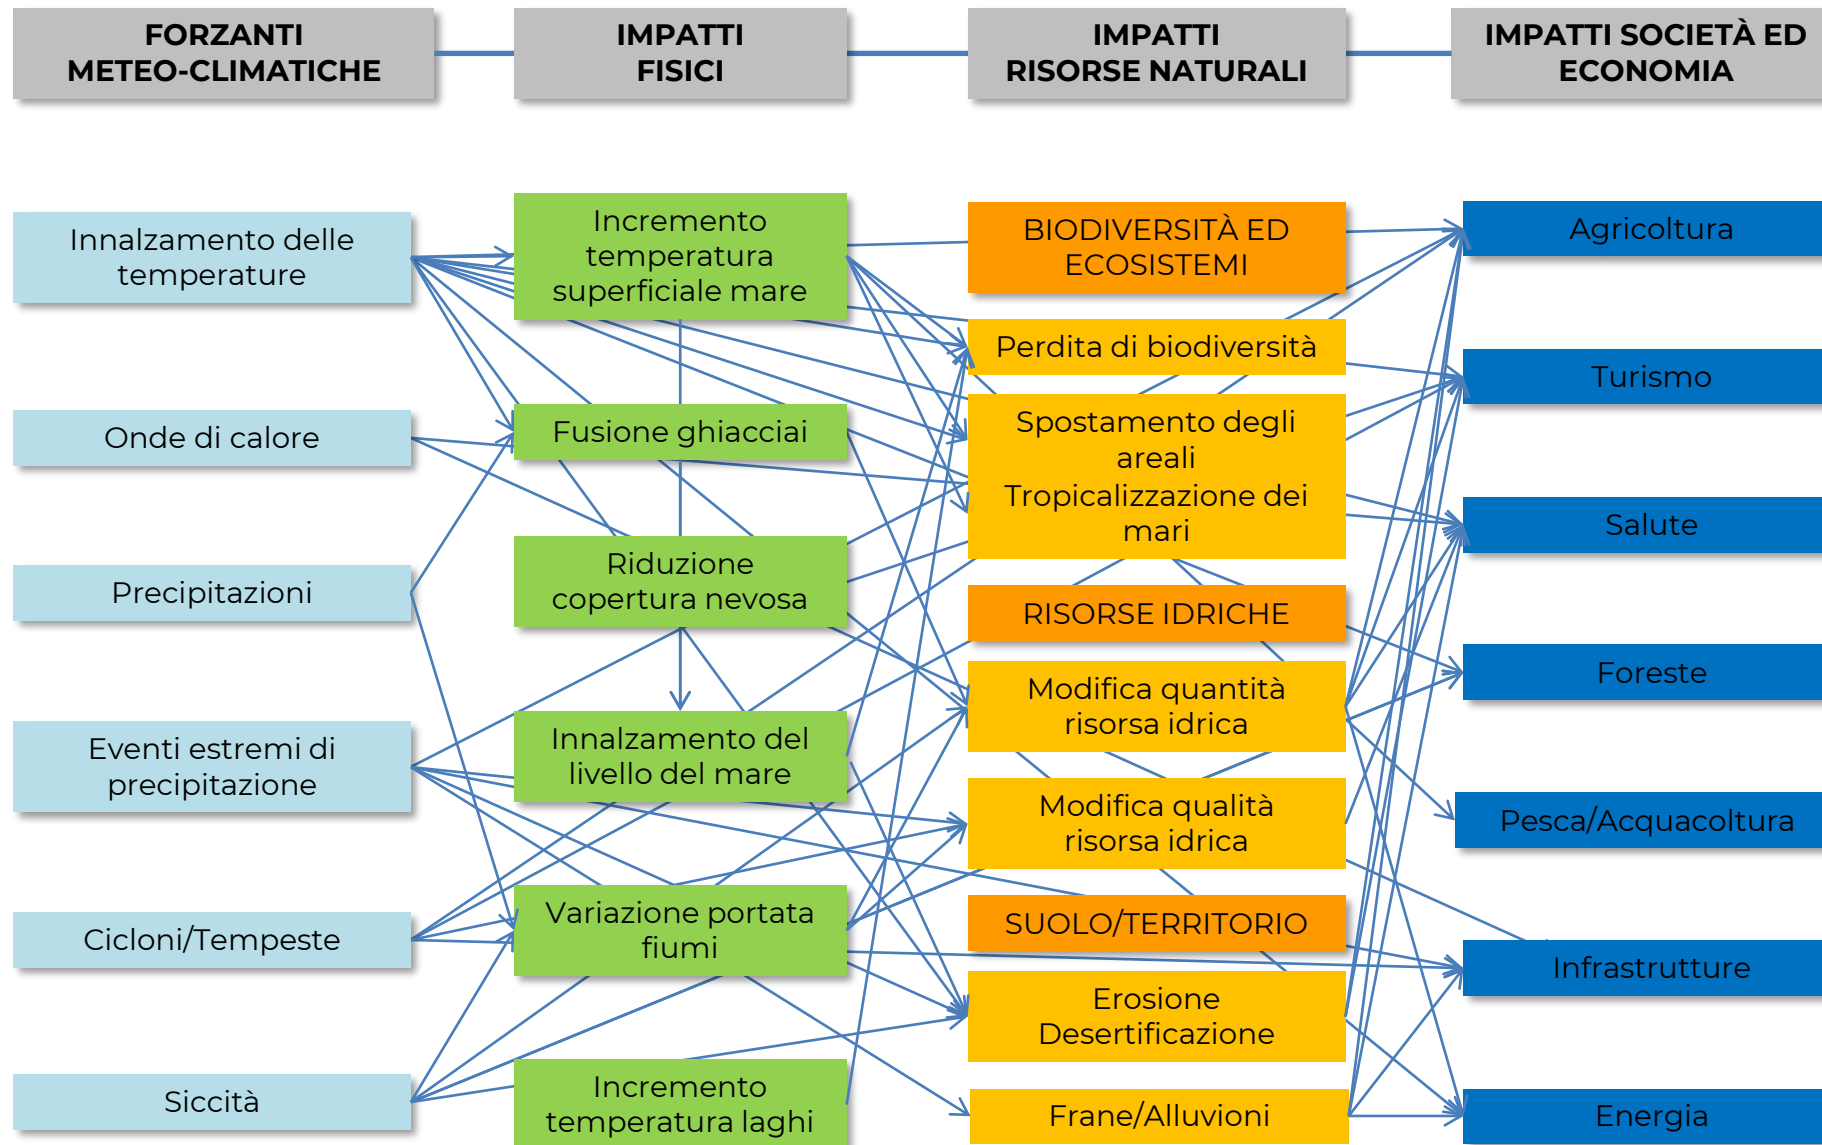 FORZANTI
METEO-CLIMATICHE
IMPATTI
FISICI
IMPATTI
RISORSE NATURALI
IMPATTI SOCIETÀ ED
ECONOMIA
Innalzamento delle
temperature
Onde di calore
Precipitazioni
Eventi estremi di
precipitazione
Cicloni/Tempeste
Siccità
Incremento
temperatura
superficiale mare
Fusione ghiacciai
Riduzione
copertura nevosa
Innalzamento del
livello del mare
Variazione portata
fiumi
Incremento
temperatura laghi
BIODIVERSITÀ ED
ECOSISTEMI
Perdita di biodiversità
Spostamento degli
areali
Tropicalizzazione dei
mari
RISORSE IDRICHE
Modifica quantità
risorsa idrica
Modifica qualità
risorsa idrica
SUOLO/TERRITORIO
Erosione
Desertificazione
Frane/Alluvioni
Agricoltura
Turismo
Salute
Foreste
Pesca/Acquacoltura
Infrastrutture
Energia